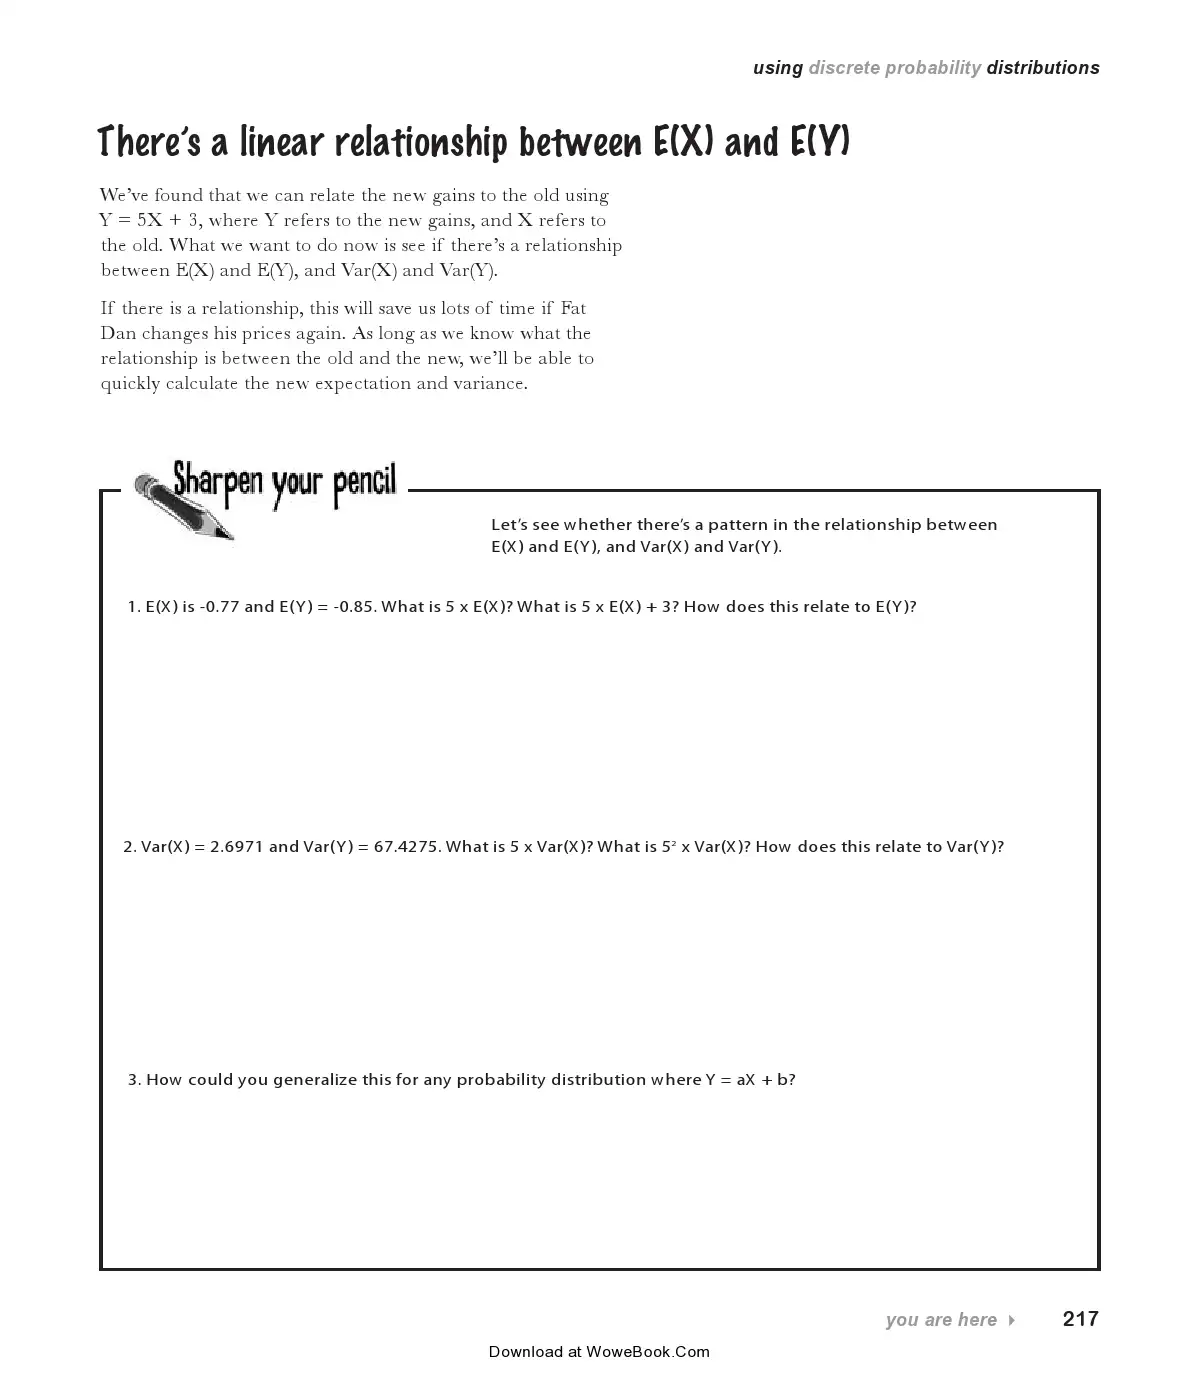 using discrete probability distributions
There's a linear relationship between E(X) and E(Y)
We've found that we can relate the new gains to the old using
Y = 5X + 3, where Y refers to the new gains, and X refers to
the old. What we want to do now is see if there's a relationship
between E(X) and E(Y), and Var(X) and Var(Y).
If there is a relationship, this will save us lots of time if Fat
Dan changes his prices again. As long as we know what the
relationship is between the old and the new, we'll be able to
quickly calculate the new expectation and variance.
Sharpen your pencil
Let's see whether there's a pattern in the relationship between
E(X) and E(Y), and Var(X) and Var(Y).
1. E(X) is -0.77 and E(Y) = -0.85. What is 5 x E(X)? What is 5 x E(X) + 3? How does this relate to E(Y)?
2. Var(X) = 2.6971 and Var(Y) = 67.4275. What is 5 x Var(X)? What is 5² x Var(X)? How does this relate to Var(Y)?
3. How could you generalize this for any probability distribution where Y = aX + b?
you are here 217
Download at WoweBook.Com